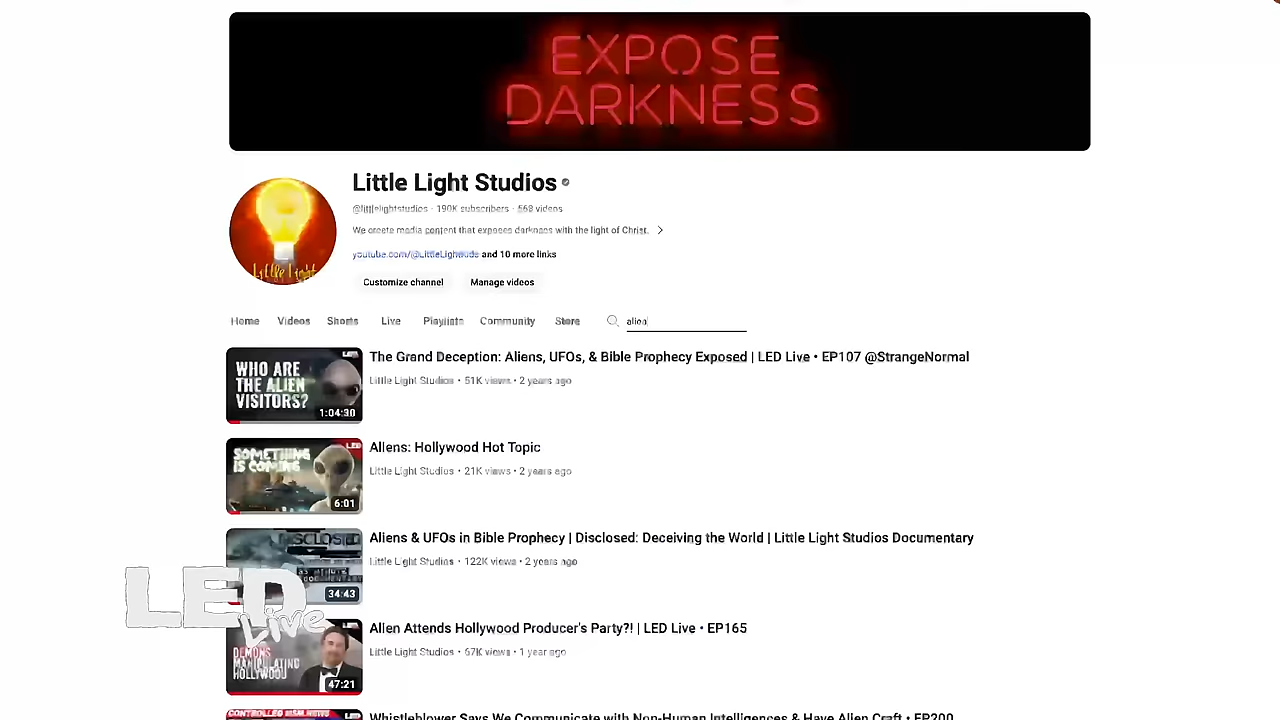 EXPOSE
DARKNESS
Little Light Studios
@littlelightstudios · 190K subscribers · 568 videos
We create media content that exposes darkness with the light of Christ.
youtube.com/@LittleLightdude and 10 more links
Customize channel Manage videos
Home Videos Shorts Live Playlists Community Store alien
WHO ARE
THE ALIEN
VISITORS?
1:04:30
The Grand Deception: Aliens, UFOs, & Bible Prophecy Exposed | LED Live • EP107 @StrangeNormal
Little Light Studios • 51K views • 2 years ago
SOMETHING
IS COMING
LED
6:01
Aliens: Hollywood Hot Topic
Little Light Studios • 21K views • 2 years ago
34:43
Aliens & UFOs in Bible Prophecy | Disclosed: Deceiving the World | Little Light Studios Documentary
Little Light Studios • 122K views • 2 years ago
LED
Live
DEMONS
MANIPULATING
HOLLYWOOD
47:21
Alien Attends Hollywood Producer's Party?! | LED Live • EP165
Little Light Studios • 67K views • 1 year ago
Whistleblower Says We Communicate with Non-Human Intelligences & Have Alien Craft • EP200